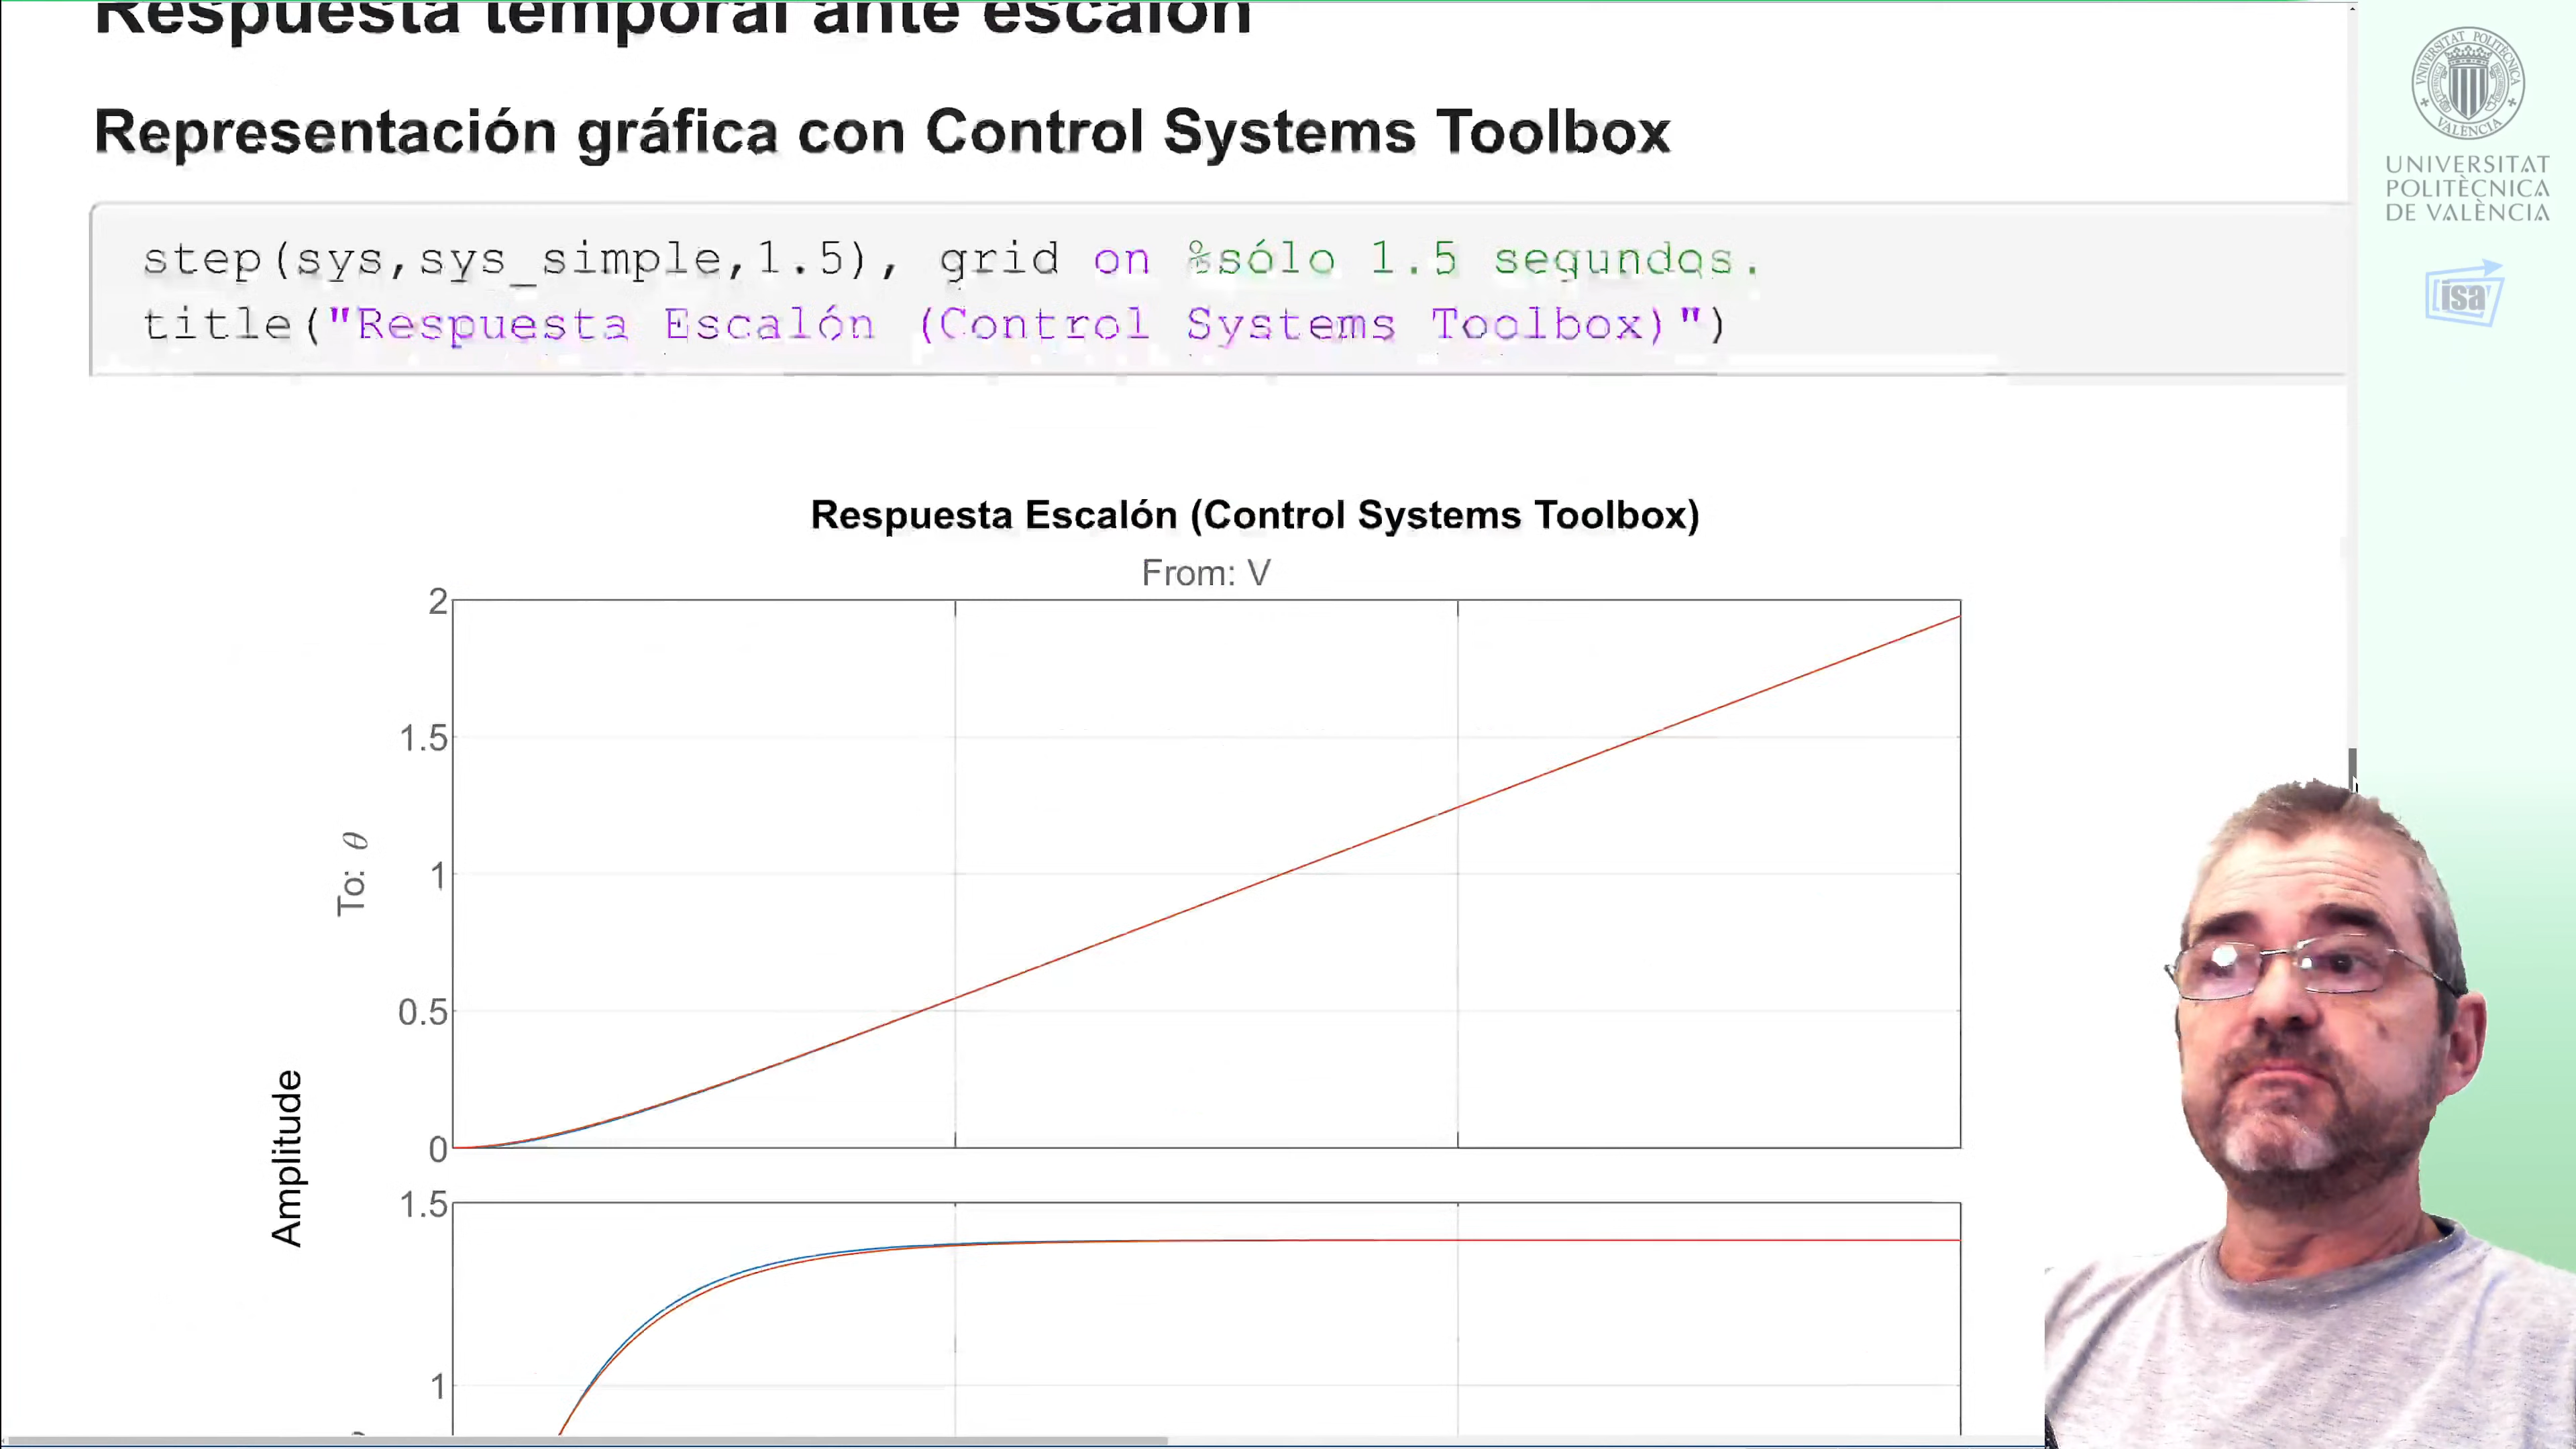 Respuesta temporal ante escalón
Representación gráfica con Control Systems Toolbox
step(sys,sys_simple,1.5), grid on %sólo 1.5 segundos.
title("Respuesta Escalón (Control Systems Toolbox)")
Respuesta Escalón (Control Systems Toolbox)
From: V
2
1.5
1
0.5
0
To: θ
Amplitude
1.5
1
UNIVERSITAT
POLITÈCNICA
DE VALÈNCIA
isa